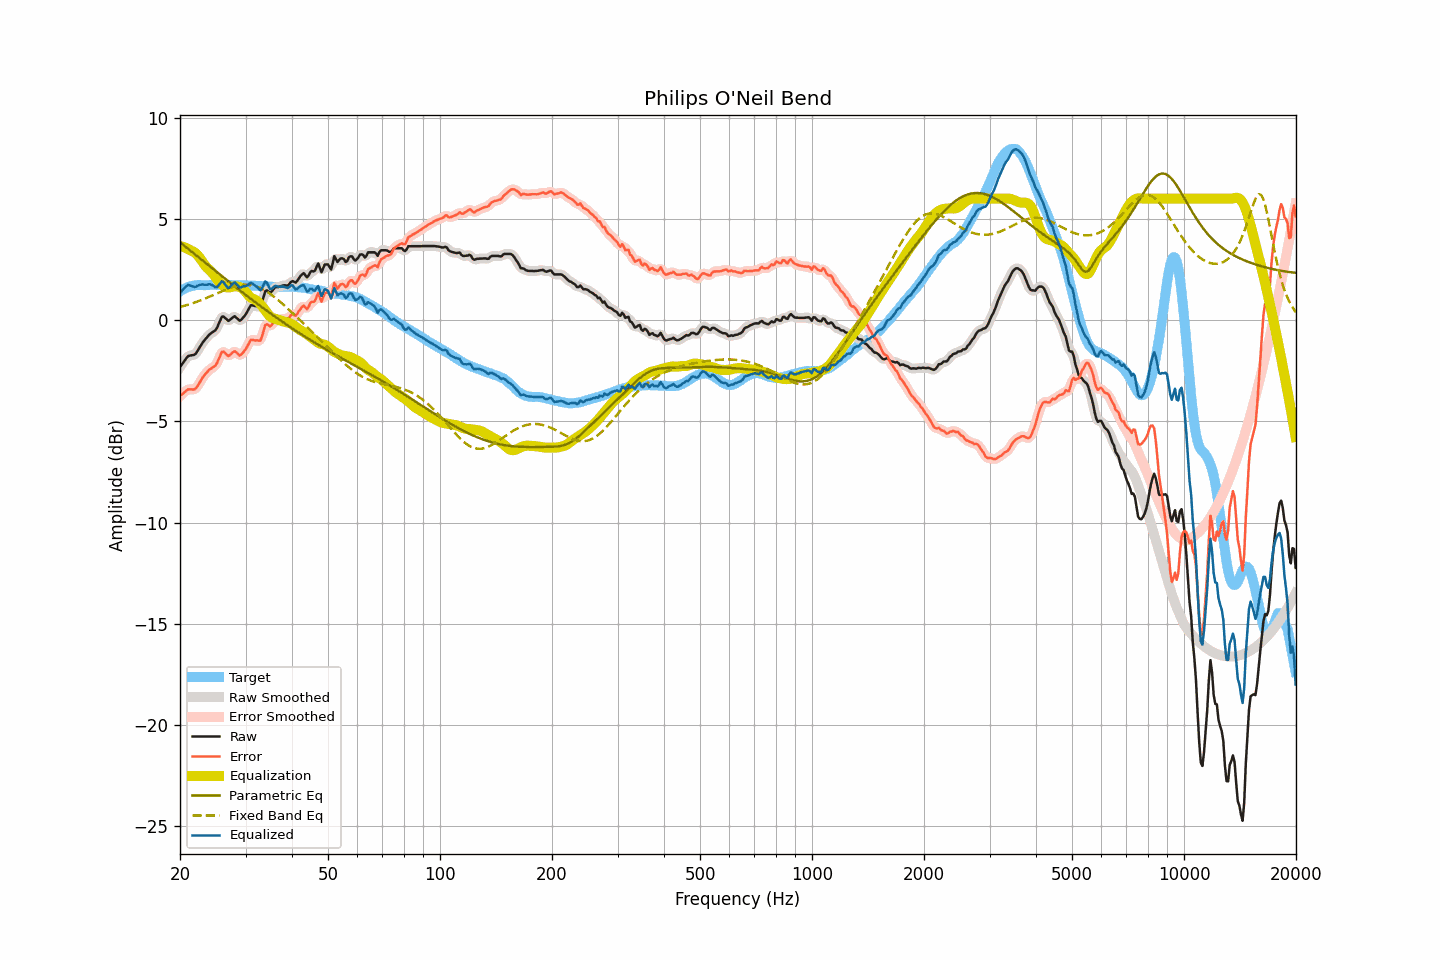 Philips O'Neil Bend
10
5
0
−5
−10
−15
−20
−25
Amplitude (dBr)
Target
Raw Smoothed
Error Smoothed
Raw
Error
Equalization
Parametric Eq
Fixed Band Eq
Equalized
20 50 100 200 500 1000 2000 5000 10000 20000
Frequency (Hz)